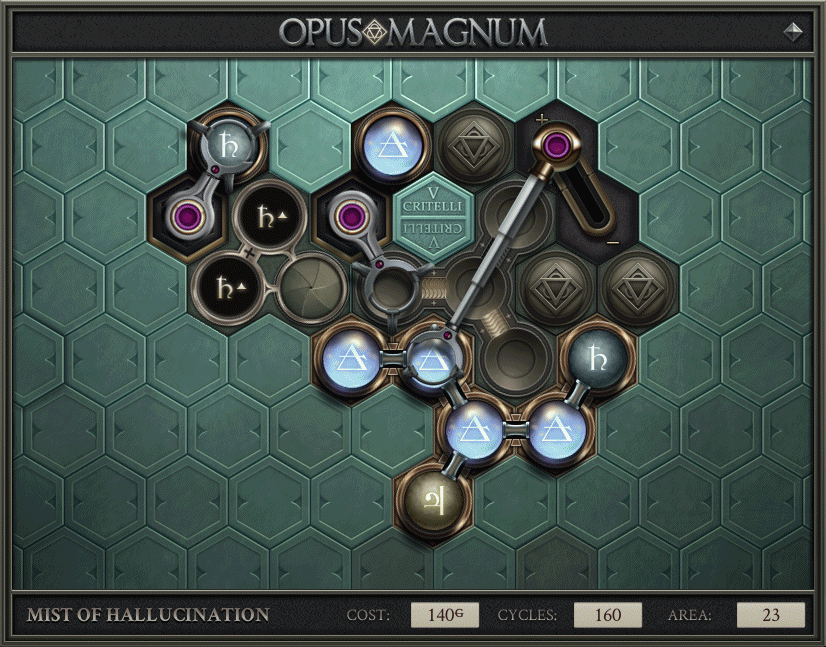 OPUS MAGNUM
V
CRITELLI
CRITELLI
V
MIST OF HALLUCINATION
COST: 140G
CYCLES: 160
AREA: 23